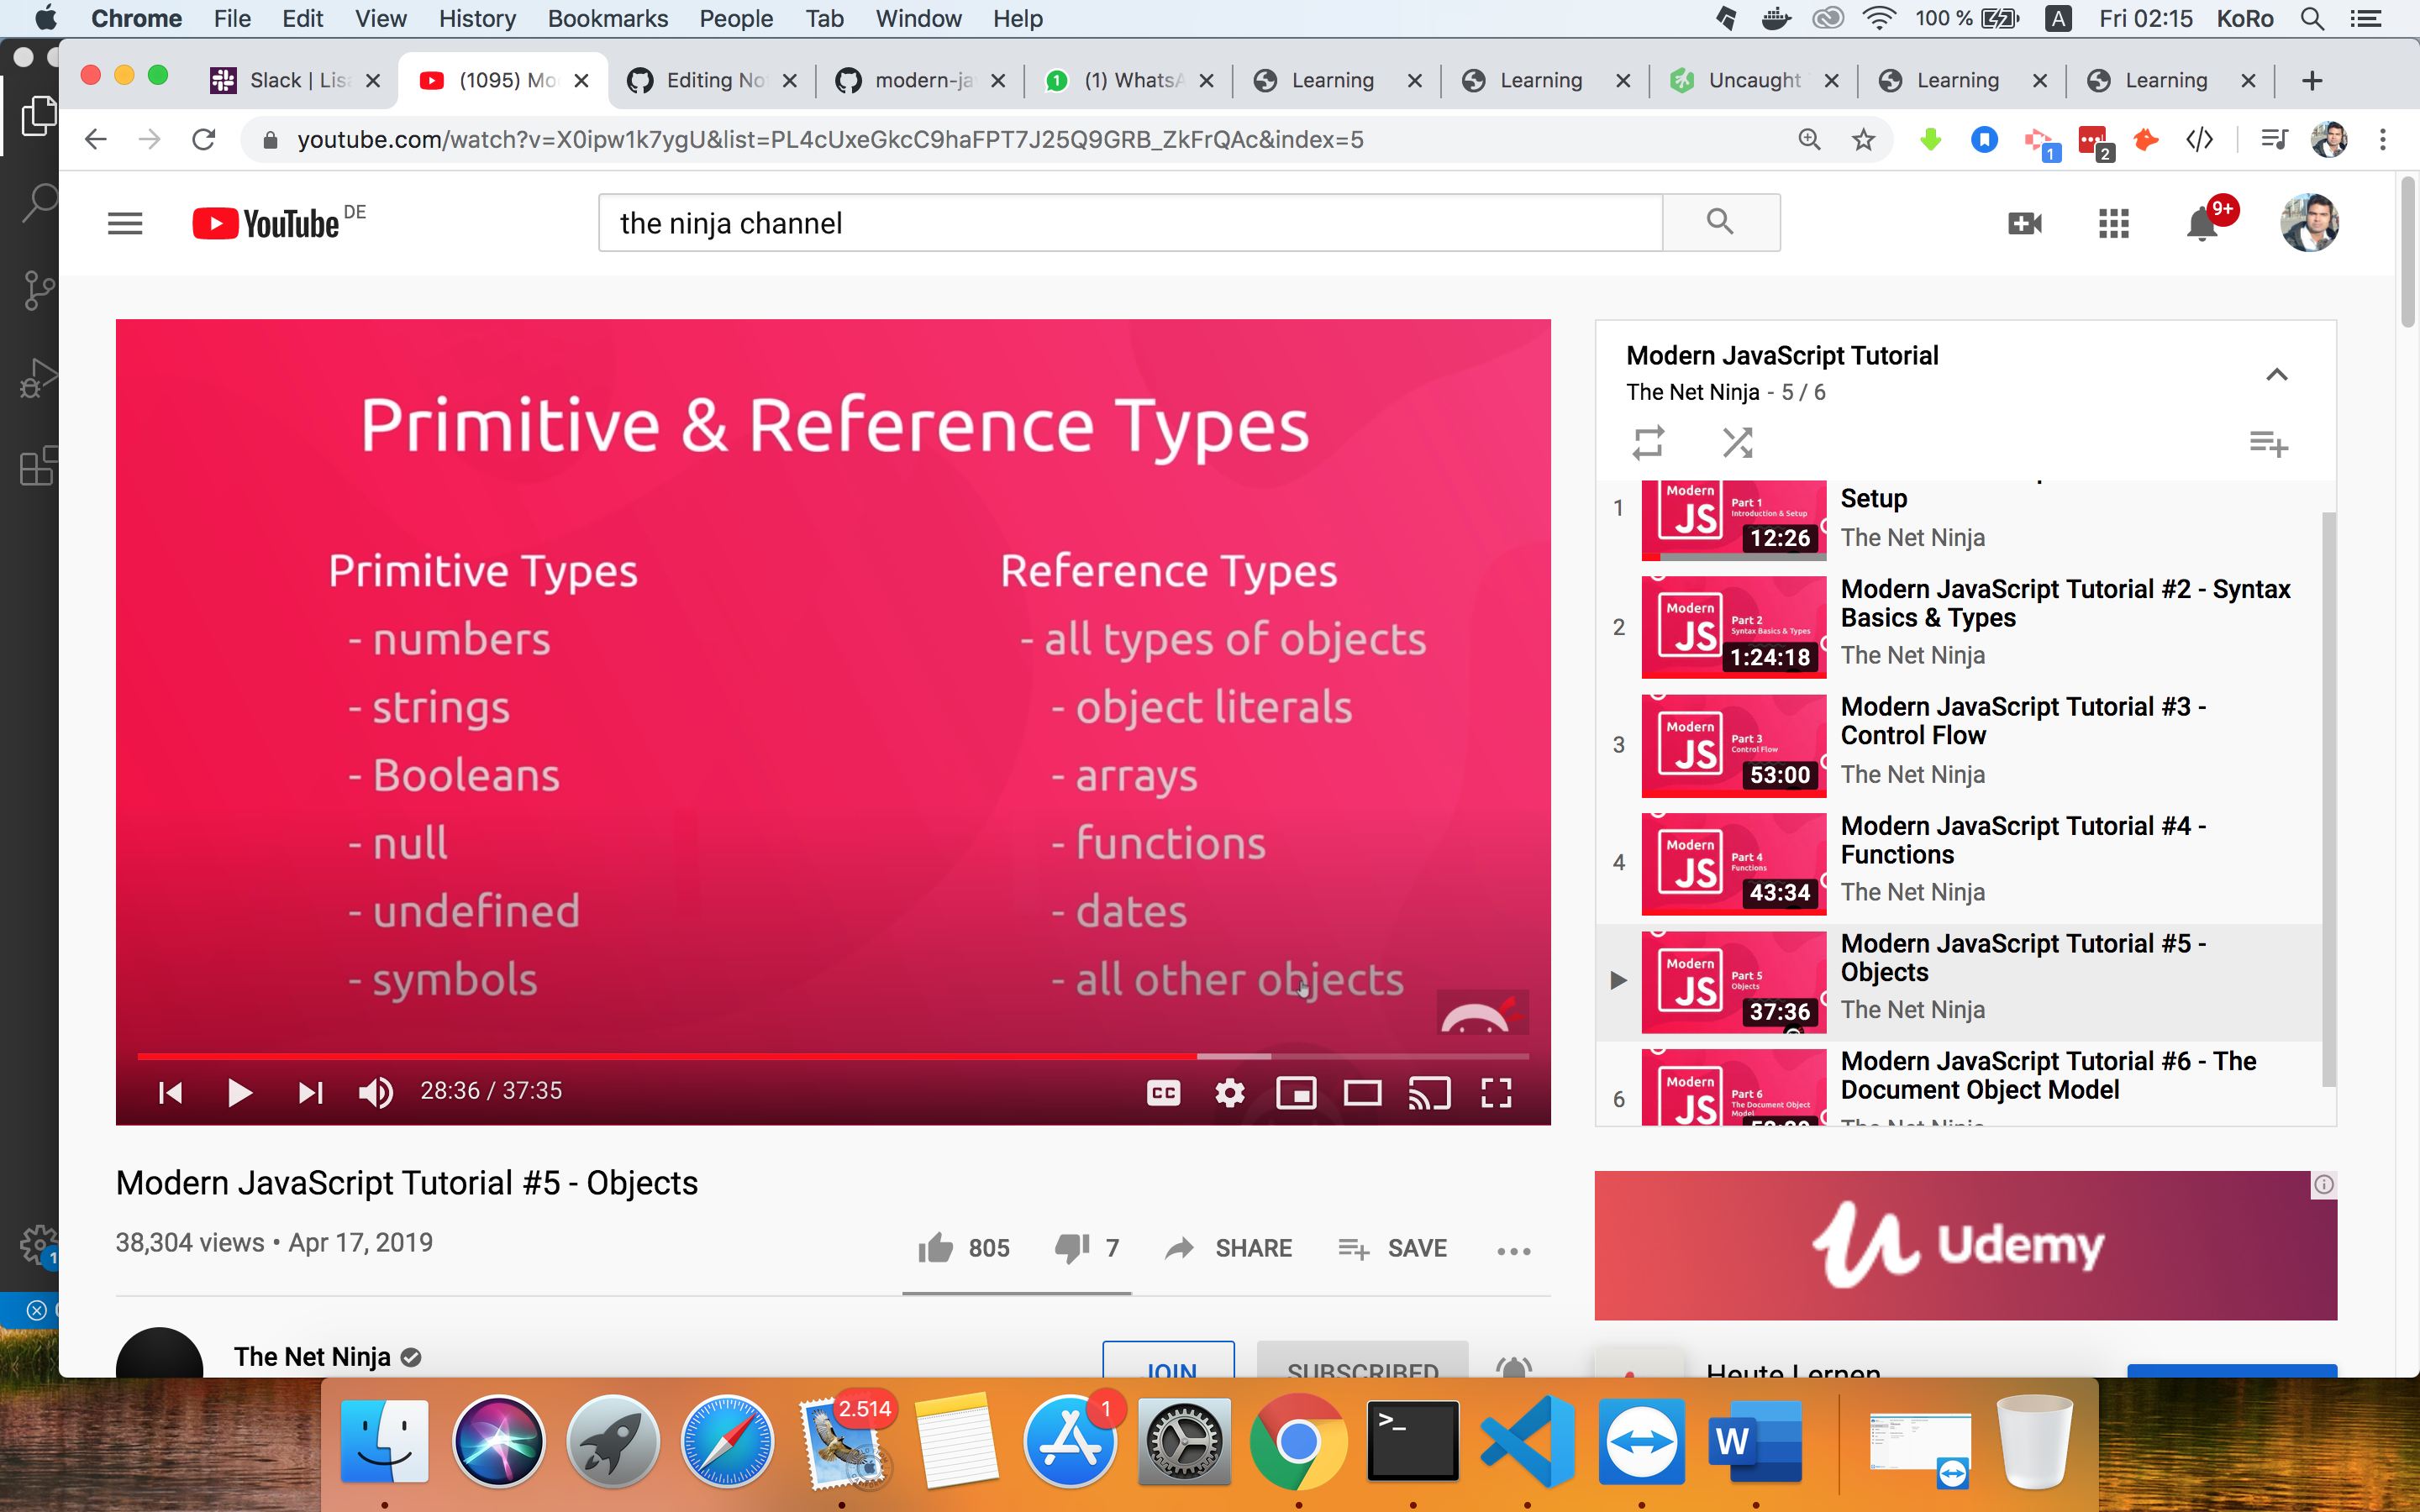 Chrome File Edit View History Bookmarks People Tab Window Help
100 % A Fri 02:15 KoRo
Slack | Lis
(1095) Mo
Editing No
modern-ja
(1) WhatsA
Learning
Learning
Uncaught
Learning
Learning
youtube.com/watch?v=X0ipw1k7ygU&list=PL4cUxeGkcC9haFPT7J25Q9GRB_ZkFrQAc&index=5
1
2
YouTube DE
the ninja channel
9+
Primitive & Reference Types
Primitive Types
- numbers
- strings
- Booleans
- null
- undefined
- symbols
Reference Types
- all types of objects
- object literals
- arrays
- functions
- dates
- all other objects
28:36 / 37:35
CC
Modern JavaScript Tutorial #5 - Objects
38,304 views • Apr 17, 2019
805
7
SHARE
SAVE
The Net Ninja
JOIN
SUBSCRIBED
Modern JavaScript Tutorial
The Net Ninja - 5 / 6
1
Modern
JS
Part 1
Introduction & Setup
12:26
Setup
The Net Ninja
2
Modern
JS
Part 2
Syntax Basics & Types
1:24:18
Modern JavaScript Tutorial #2 - Syntax
Basics & Types
The Net Ninja
3
Modern
JS
Part 3
Control Flow
53:00
Modern JavaScript Tutorial #3 -
Control Flow
The Net Ninja
4
Modern
JS
Part 4
Functions
43:34
Modern JavaScript Tutorial #4 -
Functions
The Net Ninja
Modern
JS
Part 5
Objects
37:36
Modern JavaScript Tutorial #5 -
Objects
The Net Ninja
6
Modern
JS
Part 6
The Document Object
Model
Modern JavaScript Tutorial #6 - The
Document Object Model
The Net Ninja
Udemy
Heute Lernen
1
2.514
1
>_
W